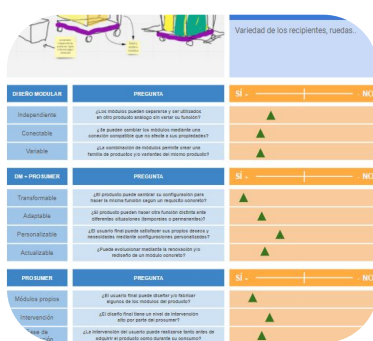 Variedad de los recipientes, ruedas..
DISEÑO MODULAR PREGUNTA SÍ - NO
Independiente ¿Los módulos pueden separarse y ser utilizados
en otro producto análogo sin variar su función?
Conectable ¿Se pueden cambiar los módulos mediante una
conexión compatible que no afecte a sus propiedades?
Variable ¿La combinación de módulos permite crear una
familia de productos y/o variantes del mismo producto?
DM + PROSUMER PREGUNTA SÍ - NO
Transformable ¿El producto puede cambiar su configuración para
hacer la misma función según un requisito concreto?
Adaptable ¿El producto pueden hacer otra función distinta ante
diferentes situaciones (temporales o permanentes)?
Personalizable ¿El usuario final puede satisfacer sus propios deseos y
necesidades mediante configuraciones personalizadas?
Actualizable ¿Puede evolucionar mediante la renovación y/o
rediseño de un módulo concreto?
PROSUMER PREGUNTA SÍ - NO
Módulos propios ¿El usuario final puede diseñar y/o fabricar
algunos de los módulos del producto?
Intervención ¿El diseño final tiene un nivel de intervención
alto por parte del prosumer?
de ¿La intervención del usuario puede realizarse tanto antes de
adquirir el producto como durante su consumo?